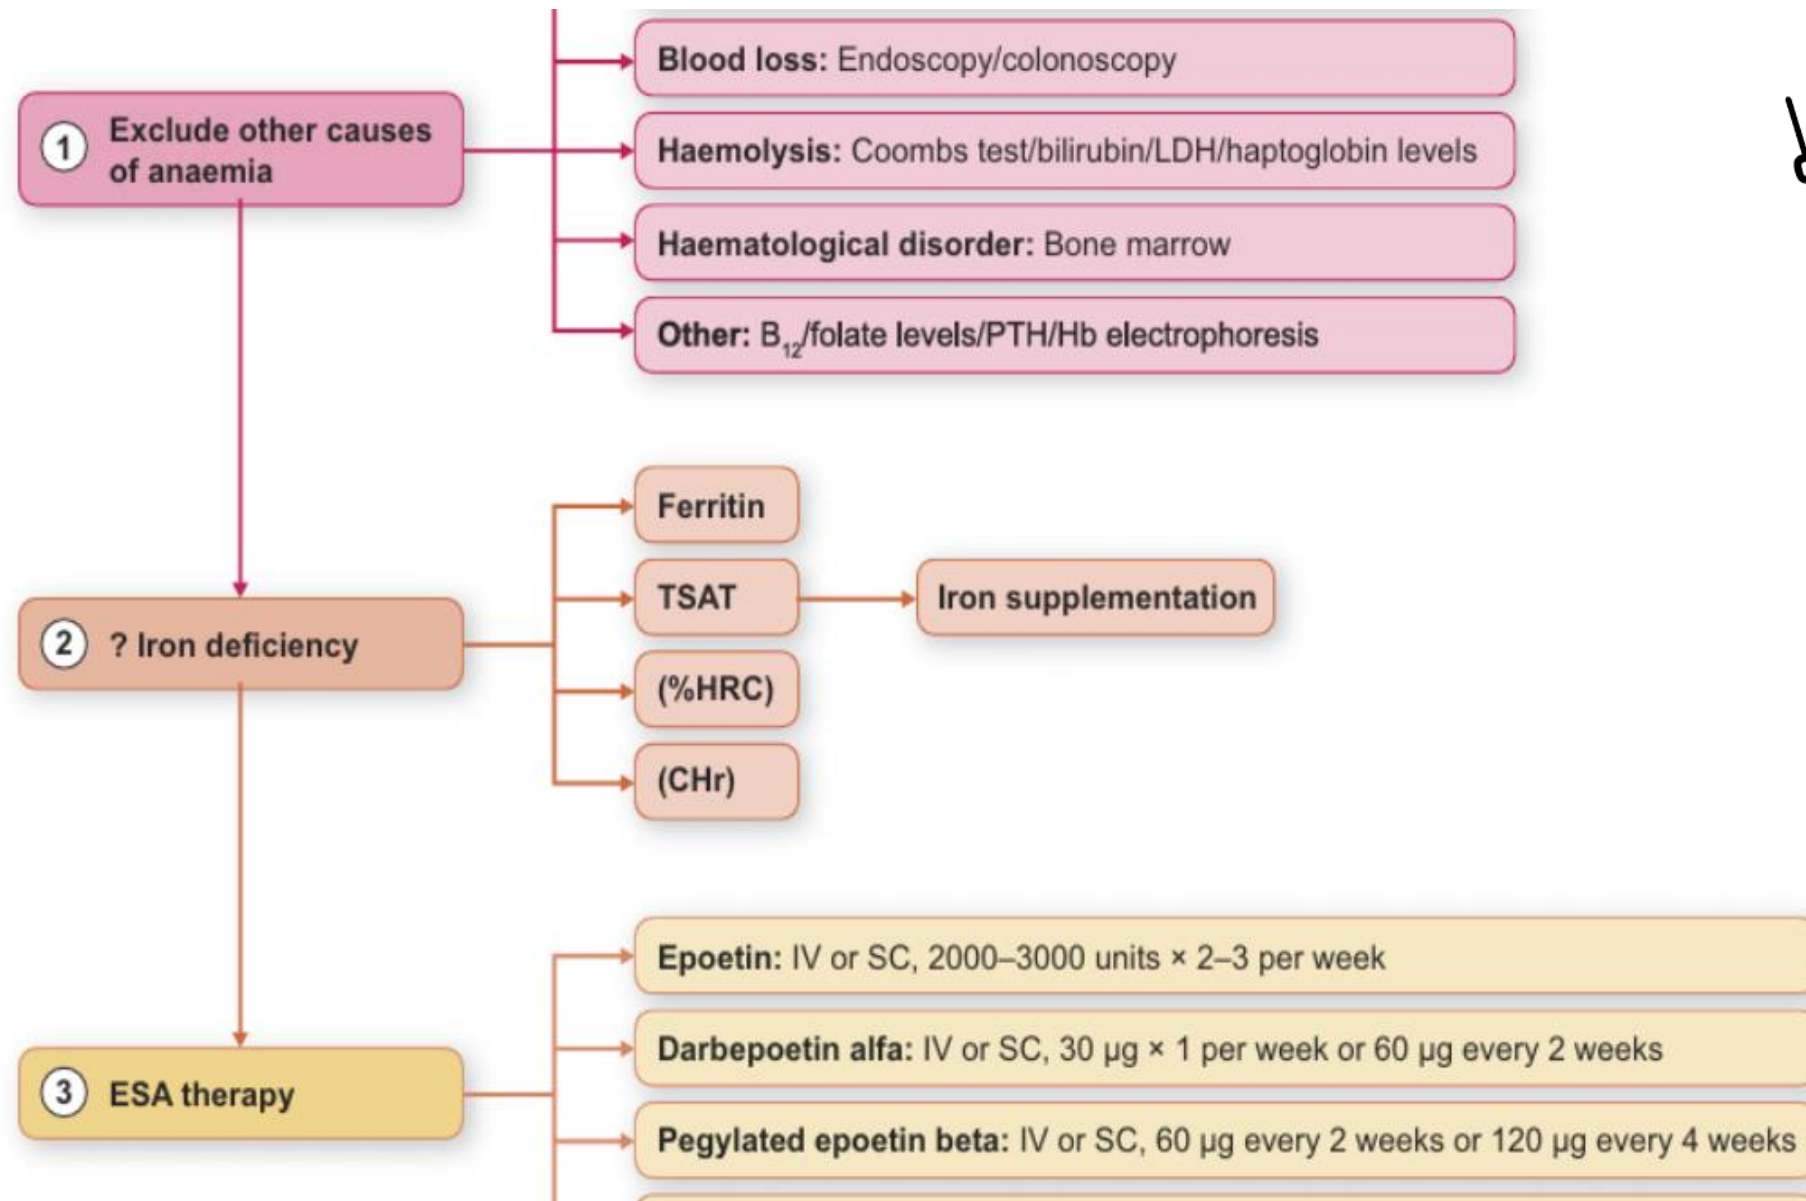 Blood loss: Endoscopy/colonoscopy
1 Exclude other causes
of anaemia
Haemolysis: Coombs test/bilirubin/LDH/haptoglobin levels
Haematological disorder: Bone marrow
Other: B₁₂/folate levels/PTH/Hb electrophoresis
2 ? Iron deficiency
Ferritin
TSAT
Iron supplementation
(%HRC)
(CHr)
3 ESA therapy
Epoetin: IV or SC, 2000–3000 units × 2–3 per week
Darbepoetin alfa: IV or SC, 30 µg × 1 per week or 60 µg every 2 weeks
Pegylated epoetin beta: IV or SC, 60 µg every 2 weeks or 120 µg every 4 weeks